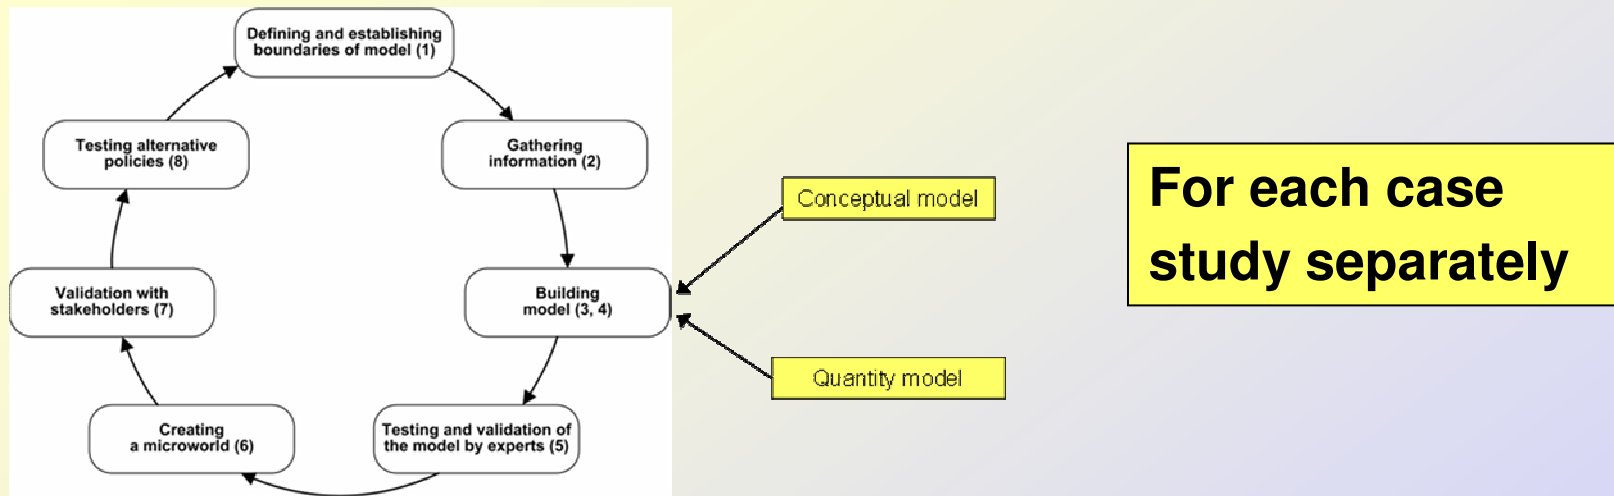 Defining and establishing
boundaries of model (1)
Gathering
information (2)
Building
model (3, 4)
Testing and validation of
the model by experts (5)
Creating
a microworld (6)
Validation with
stakeholders (7)
Testing alternative
policies (8)
Conceptual model
Quantity model
For each case
study separately